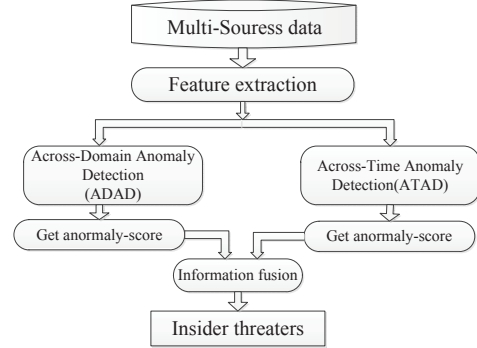 Multi-Souress data
Feature extraction
Across-Domain Anomaly
Detection
(ADAD)
Across-Time Anomaly
Detection(ATAD)
Get anormaly-score
Get anormaly-score
Information fusion
Insider threaters